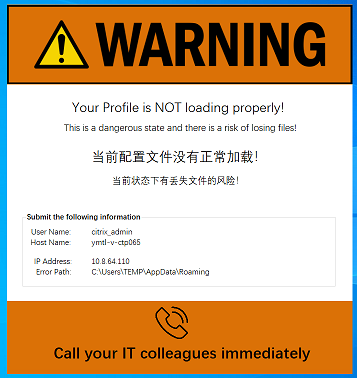 WARNING
Your Profile is NOT loading properly!
This is a dangerous state and there is a risk of losing files!
当前配置文件没有正常加载!
当前状态下有丢失文件的风险!
Submit the following information
User Name: citrix_admin
Host Name: ymtl-v-ctp065
IP Address: 10.8.64.110
Error Path: C:\Users\TEMP\AppData\Roaming
Call your IT colleagues immediately